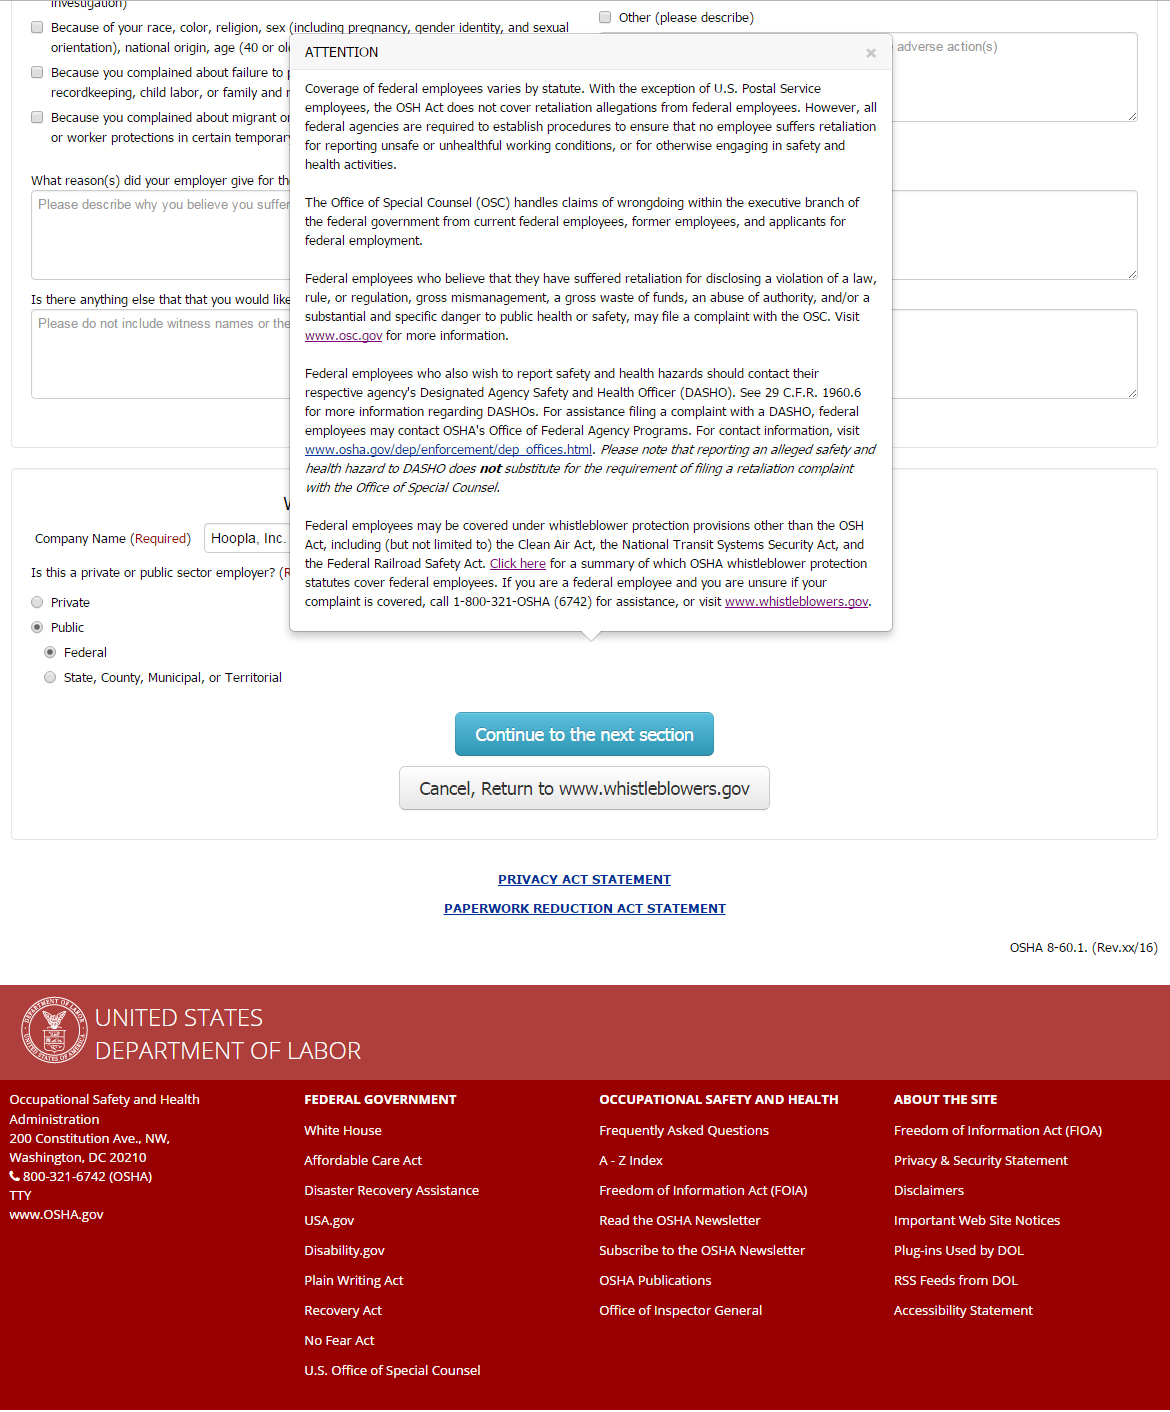 investigation)
Because of your race, color, religion, sex (including pregnancy, gender identity, and sexual
orientation), national origin, age (40 or
Because you complained about failure to
recordkeeping, child labor, or family and
Because you complained about migrant
or worker protections in certain temporary
Other (please describe)
adverse action(s)
What reason(s) did your employer give for
Please describe why you believe you
Is there anything else that that you would like
Please do not include witness names or
ATTENTION
×
Coverage of federal employees varies by statute. With the exception of U.S. Postal Service
employees, the OSH Act does not cover retaliation allegations from federal employees. However, all
federal agencies are required to establish procedures to ensure that no employee suffers retaliation
for reporting unsafe or unhealthful working conditions, or for otherwise engaging in safety and
health activities.
The Office of Special Counsel (OSC) handles claims of wrongdoing within the executive branch of
the federal government from current federal employees, former employees, and applicants for
federal employment.
Federal employees who believe that they have suffered retaliation for disclosing a violation of a law,
rule, or regulation, gross mismanagement, a gross waste of funds, an abuse of authority, and/or a
substantial and specific danger to public health or safety, may file a complaint with the OSC. Visit
www.osc.gov for more information.
Federal employees who also wish to report safety and health hazards should contact their
respective agency's Designated Agency Safety and Health Officer (DASHO). See 29 C.F.R. 1960.6
for more information regarding DASHOs. For assistance filing a complaint with a DASHO, federal
employees may contact OSHA's Office of Federal Agency Programs. For contact information, visit
www.osha.gov/dep/enforcement/dep_offices.html. Please note that reporting an alleged safety and
health hazard to DASHO does not substitute for the requirement of filing a retaliation complaint
with the Office of Special Counsel.
Federal employees may be covered under whistleblower protection provisions other than the OSH
Act, including (but not limited to) the Clean Air Act, the National Transit Systems Security Act, and
the Federal Railroad Safety Act. Click here for a summary of which OSHA whistleblower protection
statutes cover federal employees. If you are a federal employee and you are unsure if your
complaint is covered, call 1-800-321-OSHA (6742) for assistance, or visit www.whistleblowers.gov.
Company Name (Required) Hoopla, Inc.
Is this a private or public sector employer?
Private
Public
Federal
State, County, Municipal, or Territorial
Continue to the next section
Cancel, Return to www.whistleblowers.gov
PRIVACY ACT STATEMENT
PAPERWORK REDUCTION ACT STATEMENT
OSHA 8-60.1. (Rev.xx/16)
UNITED STATES
DEPARTMENT OF LABOR
Occupational Safety and Health
Administration
200 Constitution Ave., NW,
Washington, DC 20210
800-321-6742 (OSHA)
TTY
www.OSHA.gov
FEDERAL GOVERNMENT
White House
Affordable Care Act
Disaster Recovery Assistance
USA.gov
Disability.gov
Plain Writing Act
Recovery Act
No Fear Act
U.S. Office of Special Counsel
OCCUPATIONAL SAFETY AND HEALTH
Frequently Asked Questions
A - Z Index
Freedom of Information Act (FOIA)
Read the OSHA Newsletter
Subscribe to the OSHA Newsletter
OSHA Publications
Office of Inspector General
ABOUT THE SITE
Freedom of Information Act (FIOA)
Privacy & Security Statement
Disclaimers
Important Web Site Notices
Plug-ins Used by DOL
RSS Feeds from DOL
Accessibility Statement